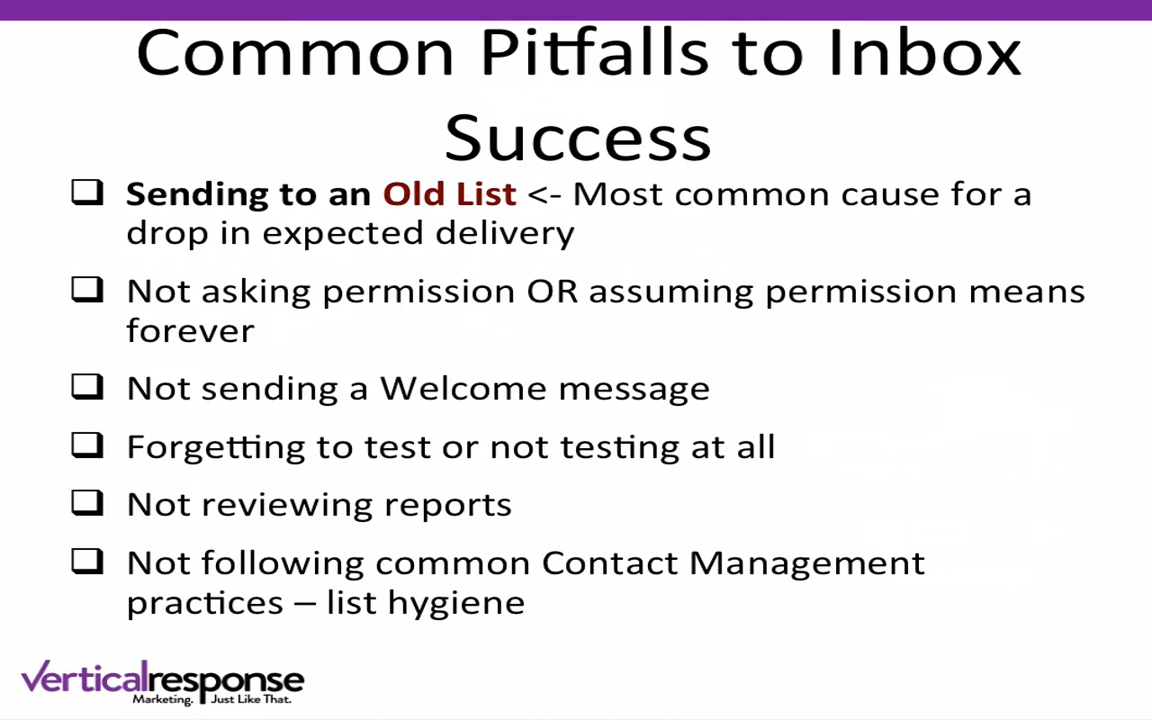 Common Pitfalls to Inbox
Success
❑ Sending to an Old List <- Most common cause for a
drop in expected delivery
❑ Not asking permission OR assuming permission means
forever
❑ Not sending a Welcome message
❑ Forgetting to test or not testing at all
❑ Not reviewing reports
❑ Not following common Contact Management
practices – list hygiene
verticalresponse
Marketing. Just Like That.